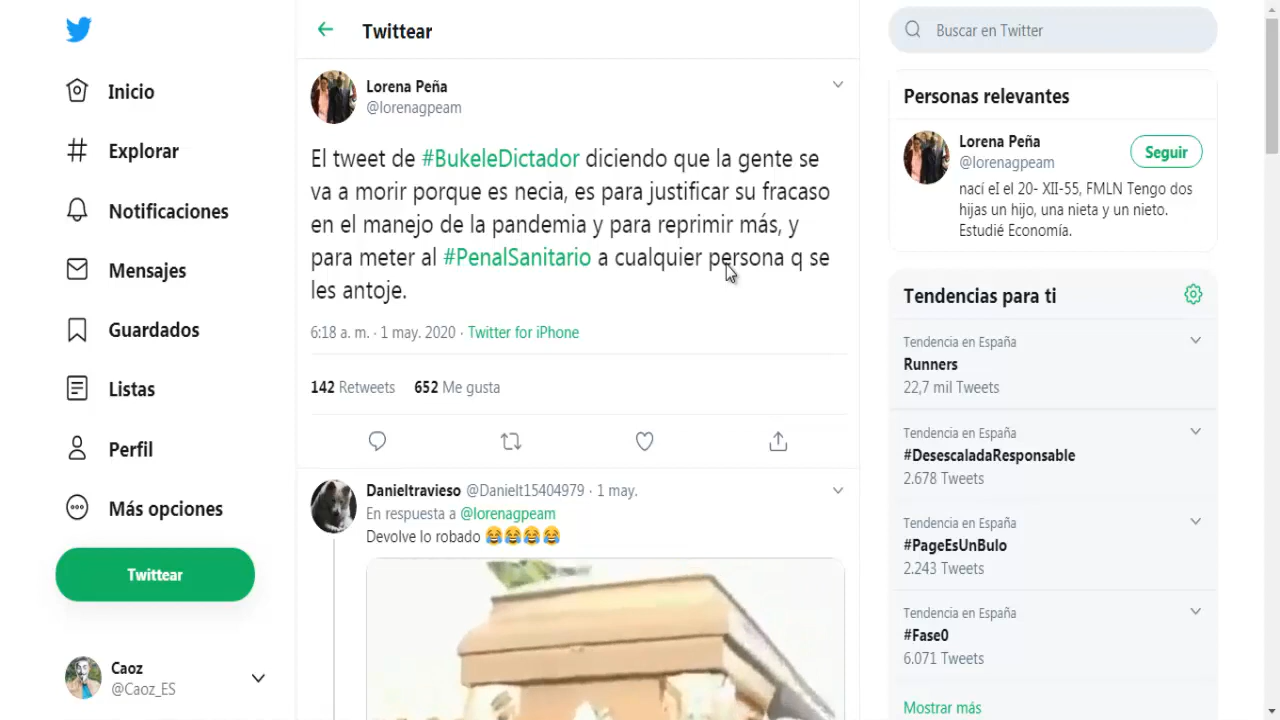 Inicio
Explorar
Notificaciones
Mensajes
Guardados
Listas
Perfil
Más opciones
Twittear
Caoz
@Caoz_ES
Twittear
Lorena Peña
@lorenagpeam
El tweet de #BukeleDictador diciendo que la gente se
va a morir porque es necia, es para justificar su fracaso
en el manejo de la pandemia y para reprimir más, y
para meter al #PenalSanitario a cualquier persona q se
les antoje.
6:18 a. m. · 1 may. 2020 · Twitter for iPhone
142 Retweets 652 Me gusta
Danieltravieso @Danielt15404979 · 1 may.
En respuesta a @lorenagpeam
Devolve lo robado 😂😂😂😂
Buscar en Twitter
Personas relevantes
Lorena Peña
@lorenagpeam
Seguir
nací el el 20- XII-55, FMLN Tengo dos
hijas un hijo, una nieta y un nieto.
Estudié Economía.
Tendencias para ti
Tendencia en España
Runners
22,7 mil Tweets
Tendencia en España
#DesescaladaResponsable
2.678 Tweets
Tendencia en España
#PageEsUnBulo
2.243 Tweets
Tendencia en España
#Fase0
6.071 Tweets
Mostrar más